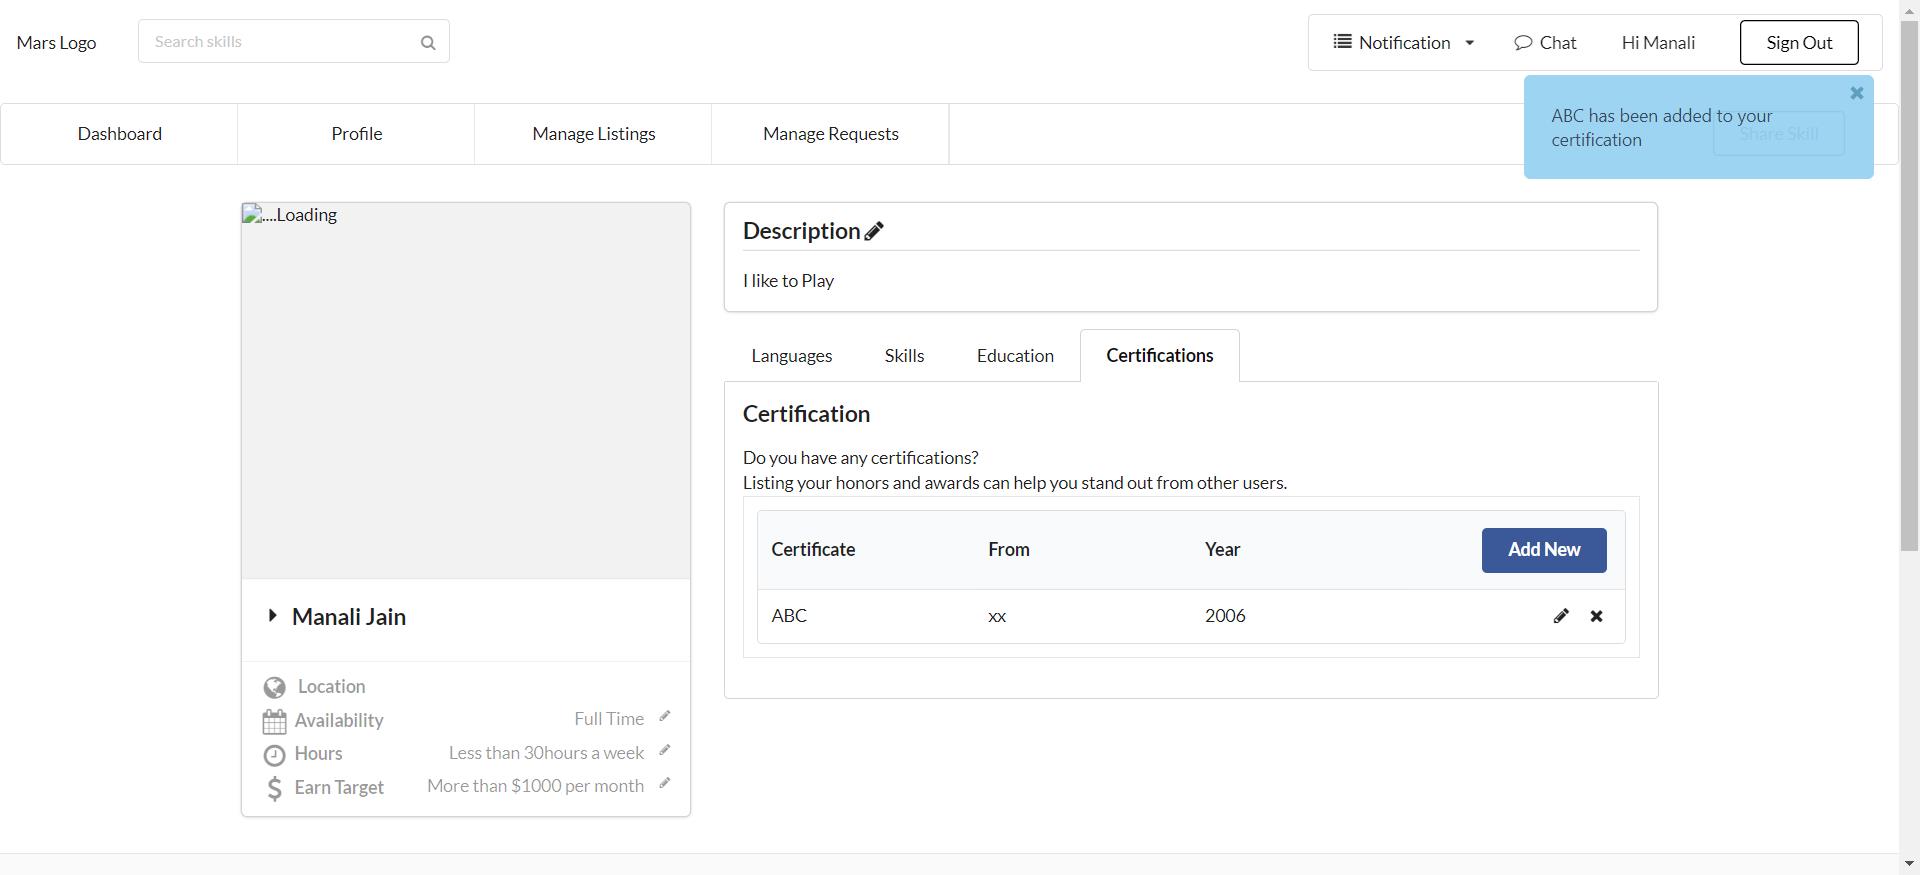 Mars Logo
Search skills
Notification
Chat
Hi Manali
Sign Out
ABC has been added to your
certification
Dashboard
Profile
Manage Listings
Manage Requests
Share Skill
....Loading
Description
I like to Play
Languages
Skills
Education
Certifications
Certification
Do you have any certifications?
Listing your honors and awards can help you stand out from other users.
Certificate From Year Add New
ABC xx 2006
Manali Jain
Location
Availability Full Time
Hours Less than 30hours a week
Earn Target More than $1000 per month